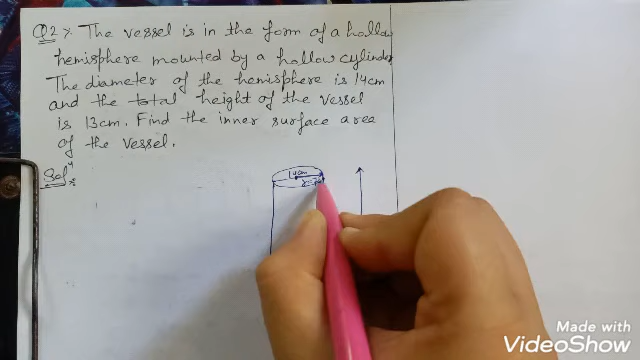 Q2 The vessel is in the form of a hollow
hemisphere mounted by a hollow cylinder
The diameter of the hemisphere is 14cm
and the total height of the vessel
is 13cm. Find the inner surface area
of the vessel.
Solⁿ
14cm
Made with
VideoShow